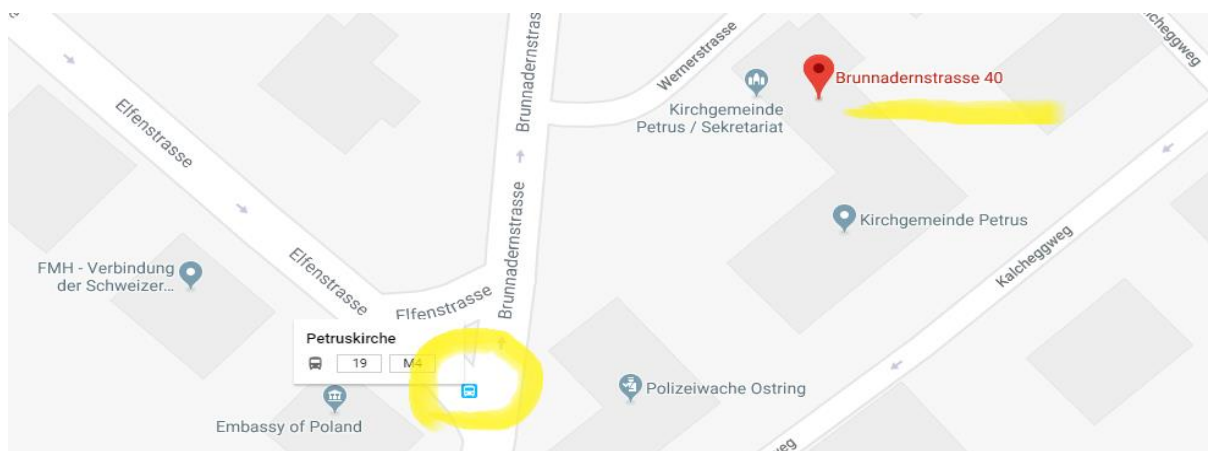 Brunnadernstrass
Wernerstrasse
Kalcheggweg
Brunnadernstrasse 40
Kirchgemeinde
Petrus / Sekretariat
Elfenstrasse
Brunnadernstrasse
Kirchgemeinde Petrus
Kalcheggweg
FMH - Verbindung
der Schweizer...
Elfenstrasse
Elfenstrasse
Petruskirche
19 M4
Polizeiwache Ostring
Embassy of Poland